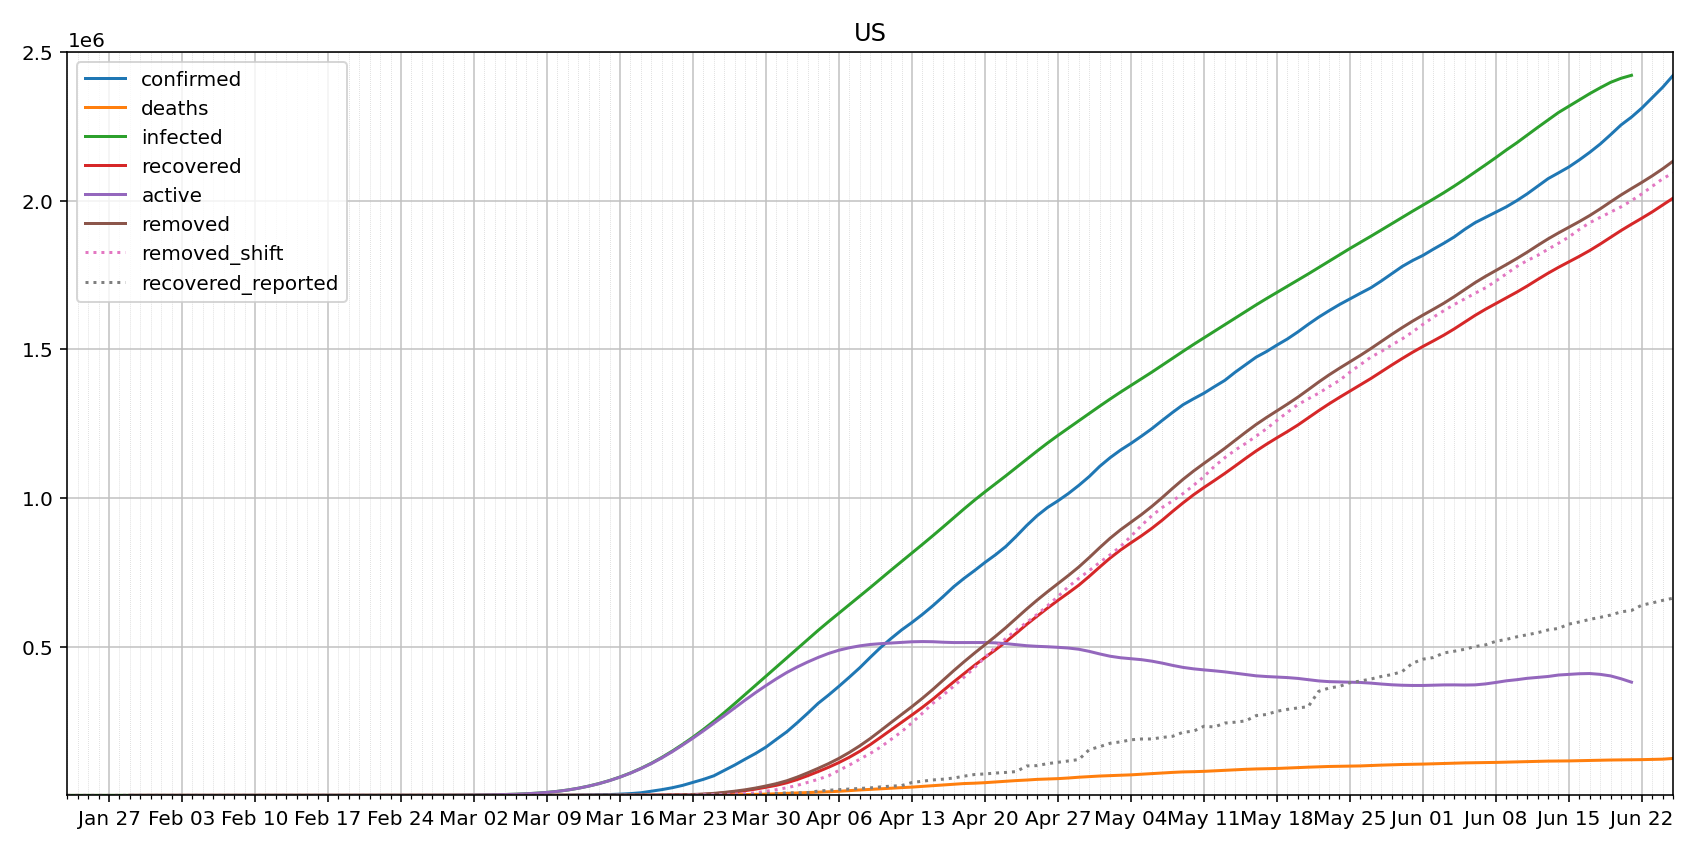 US
1e6
2.5
2.0
1.5
1.0
0.5
confirmed
deaths
infected
recovered
active
removed
removed_shift
recovered_reported
Jan 27 Feb 03 Feb 10 Feb 17 Feb 24 Mar 02 Mar 09 Mar 16 Mar 23 Mar 30 Apr 06 Apr 13 Apr 20 Apr 27 May 04 May 11 May 18 May 25 Jun 01 Jun 08 Jun 15 Jun 22